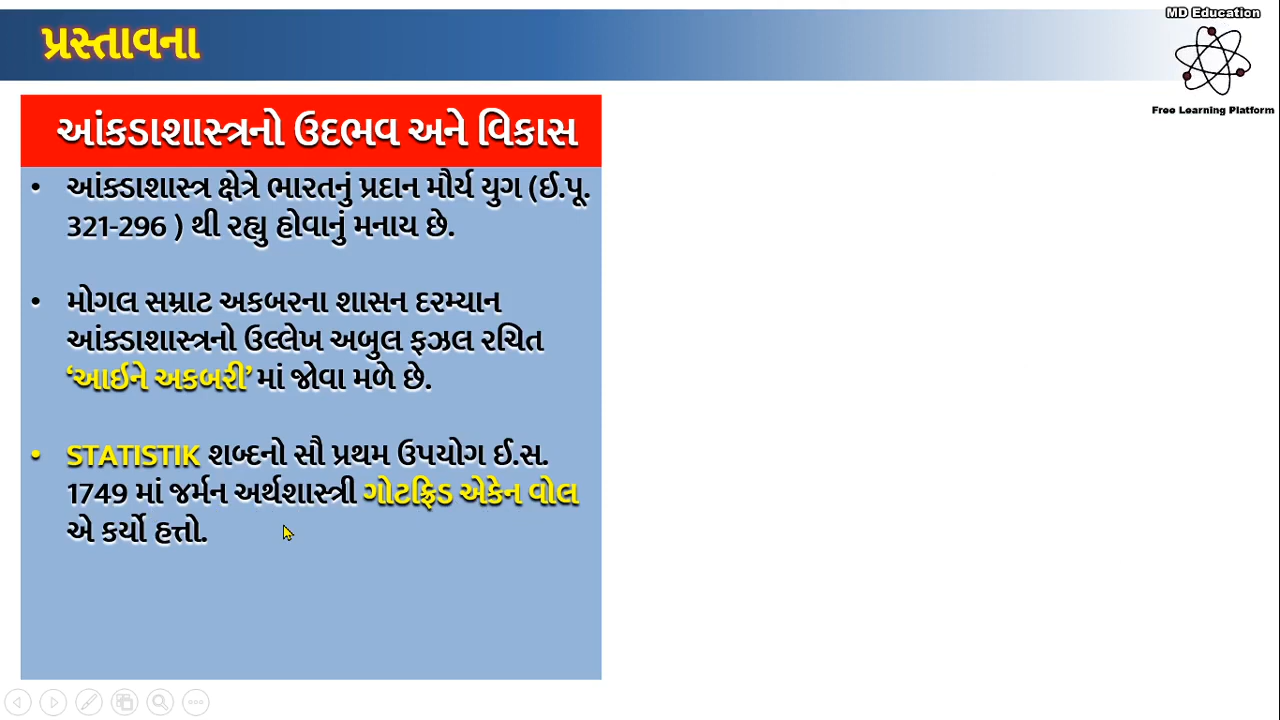 MD Education
પ્રસ્તાવના
Free Learning Platform
આંકડાશાસ્ત્રનો ઉદભવ અને વિકાસ
• આંકડાશાસ્ત્ર ક્ષેત્રે ભારતનું પ્રદાન મૌર્ય યુગ (ઈ.પૂ.
321-296 ) થી રહ્યુ હોવાનું મનાય છે.
• મોગલ સમ્રાટ અકબરના શાસન દરમ્યાન
આંકડાશાસ્ત્રનો ઉલ્લેખ અબુલ ફઝલ રચિત
‘આઈને અકબરી’ માં જોવા મળે છે.
• STATISTIK શબ્દનો સૌ પ્રથમ ઉપયોગ ઈ.સ.
1749 માં જર્મન અર્થશાસ્ત્રી ગોટફ્રિડ એકેન વોલ
એ કર્યો હત્તો.